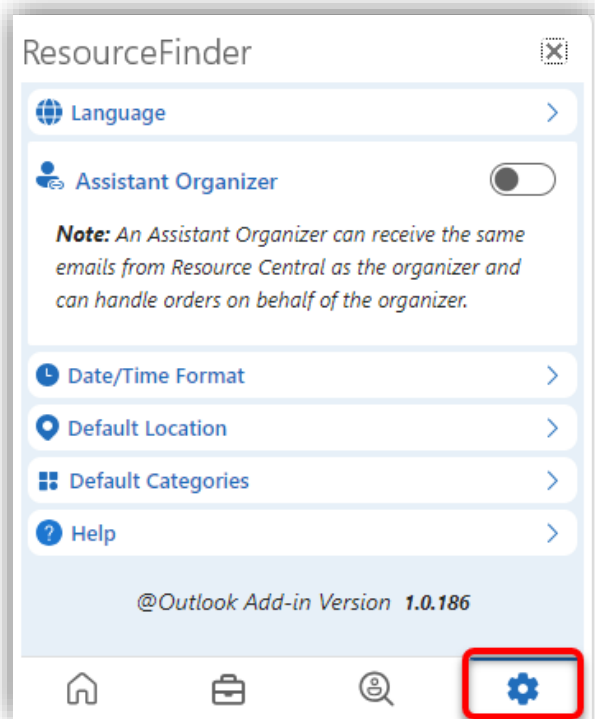 ResourceFinder
Language
Assistant Organizer
Note: An Assistant Organizer can receive the same
emails from Resource Central as the organizer and
can handle orders on behalf of the organizer.
Date/Time Format
Default Location
Default Categories
Help
@Outlook Add-in Version 1.0.186